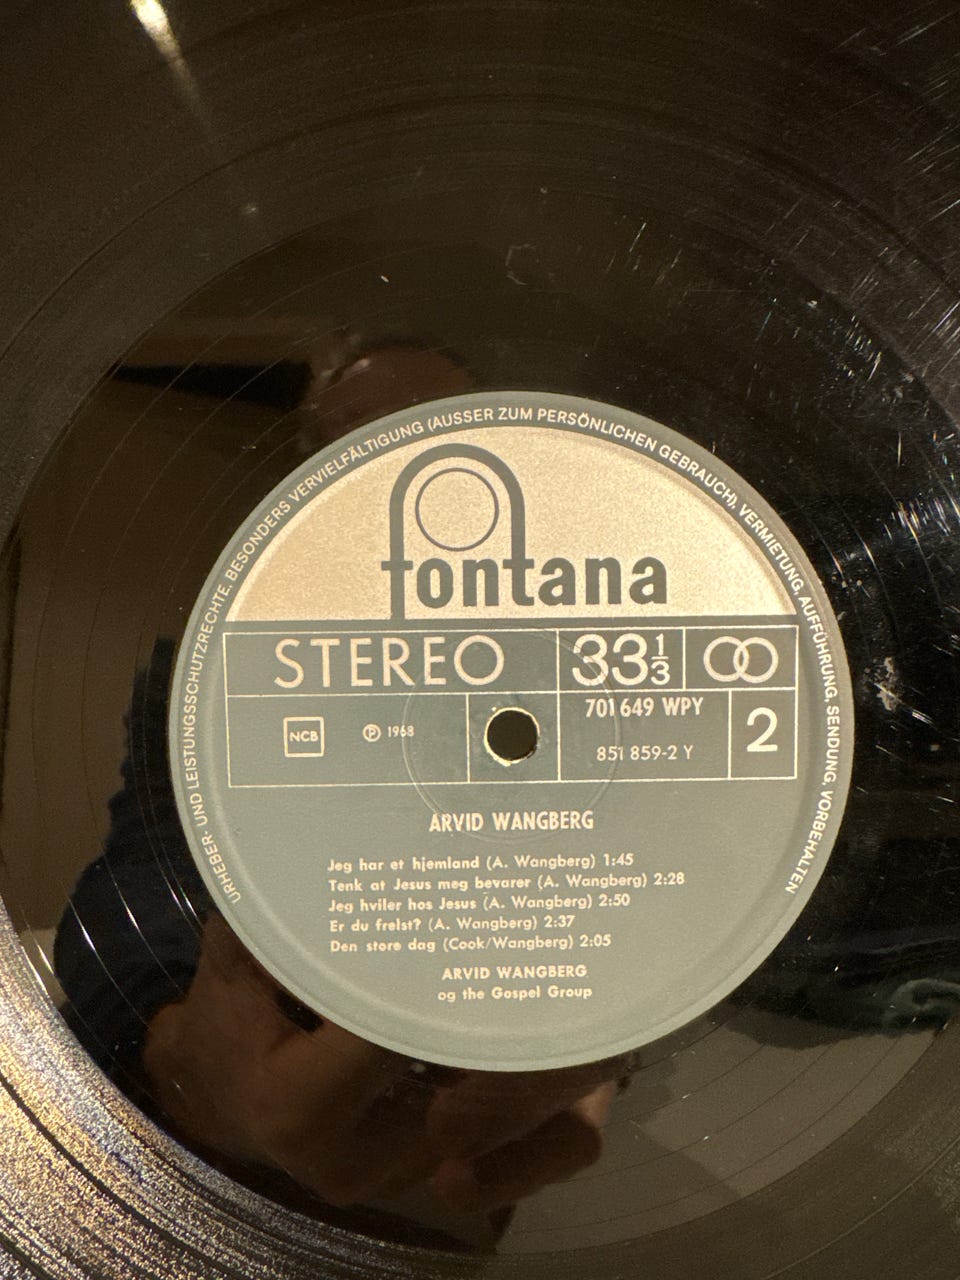 URHEBER- UND LEISTUNGSSCHUTZRECHTE, BESONDERS VERVIELFÄLTIGUNG (AUSSER ZUM PERSÖNLICHEN GEBRAUCH), VERMIETUNG, AUFFÜHRUNG, SENDUNG, VORBEHALTEN
fontana
STEREO 33 1/3
NCB ℗ 1968 701 649 WPY 2
851 859-2 Y
ARVID WANGBERG
Jeg har et hjemland (A. Wangberg) 1:45
Tenk at Jesus meg bevarer (A. Wangberg) 2:28
Jeg hviler hos Jesus (A. Wangberg) 2:50
Er du frelst? (A. Wangberg) 2:37
Den store dag (Cook/Wangberg) 2:05
ARVID WANGBERG
og the Gospel Group